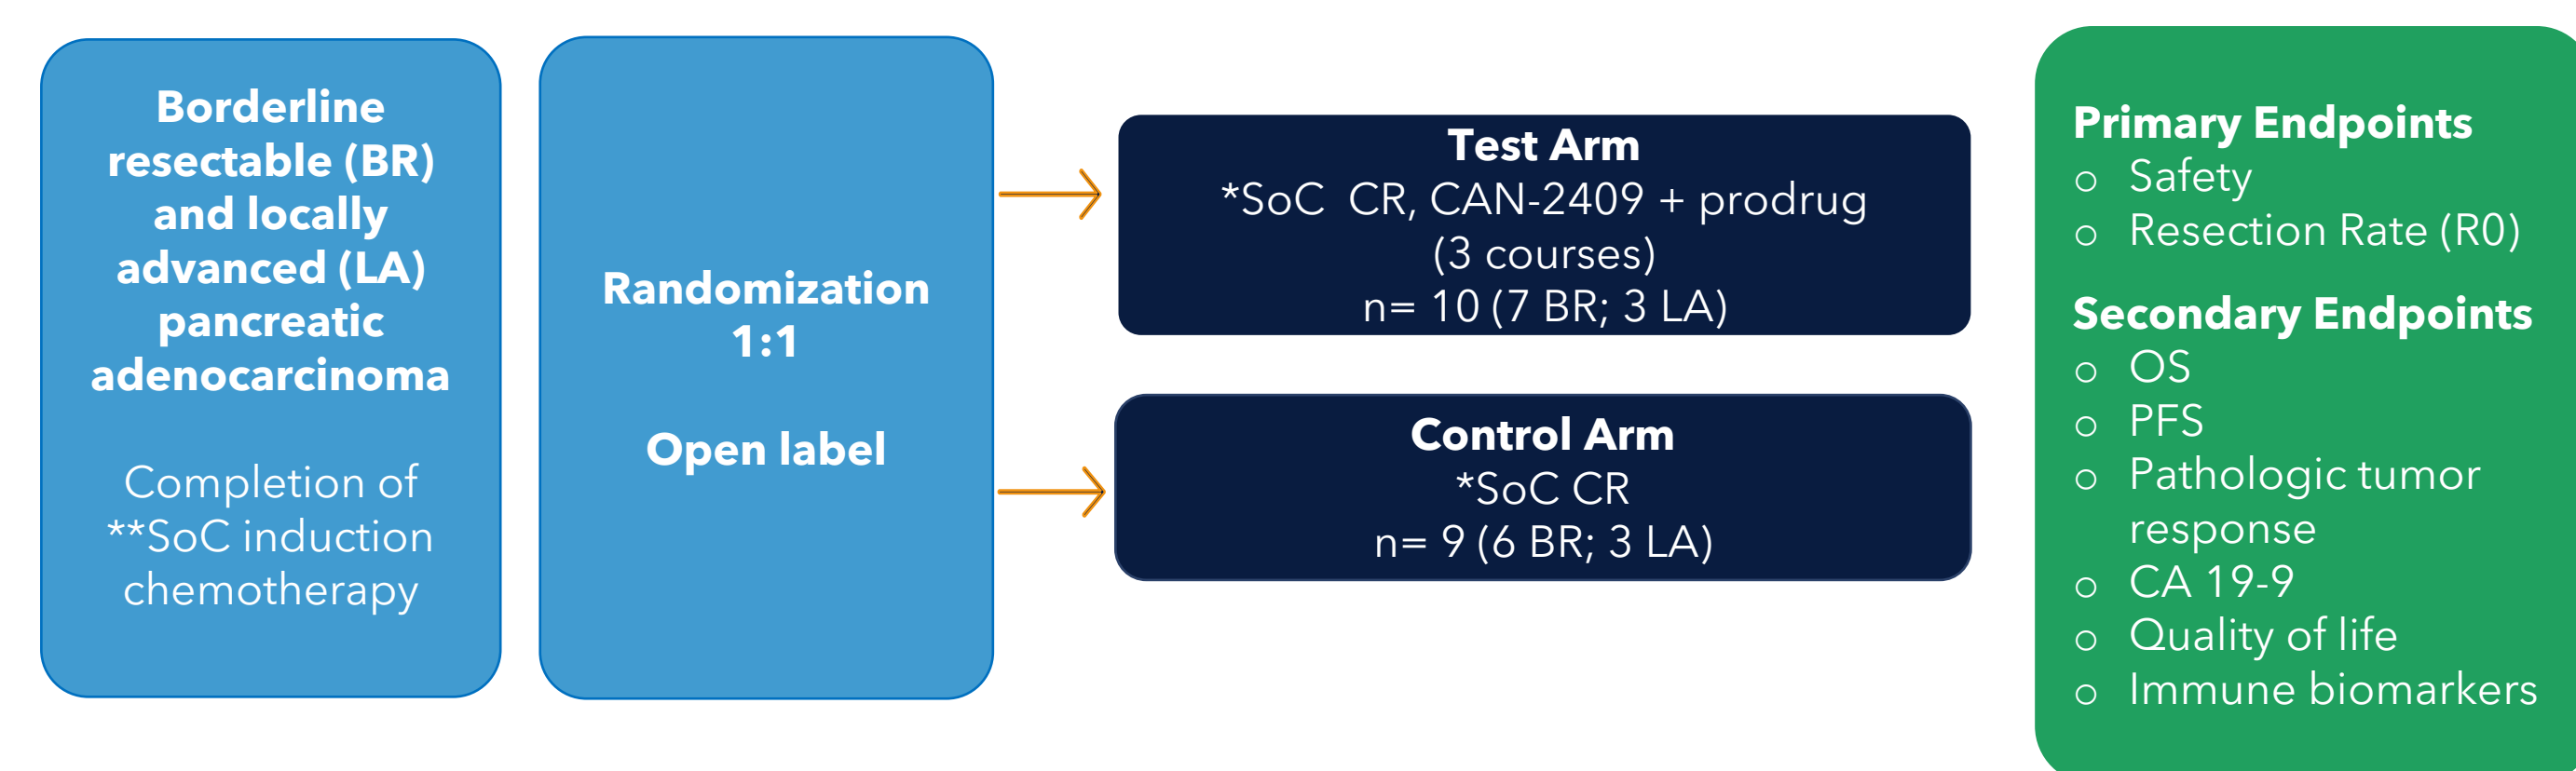 Borderline
resectable (BR)
and locally
advanced (LA)
pancreatic
adenocarcinoma
Completion of
**SoC induction
chemotherapy
Randomization
1:1
Open label
Test Arm
*SoC CR, CAN-2409 + prodrug
(3 courses)
n= 10 (7 BR; 3 LA)
Control Arm
*SoC CR
n= 9 (6 BR; 3 LA)
Primary Endpoints
○ Safety
○ Resection Rate (R0)
Secondary Endpoints
○ OS
○ PFS
○ Pathologic tumor
response
○ CA 19-9
○ Quality of life
○ Immune biomarkers